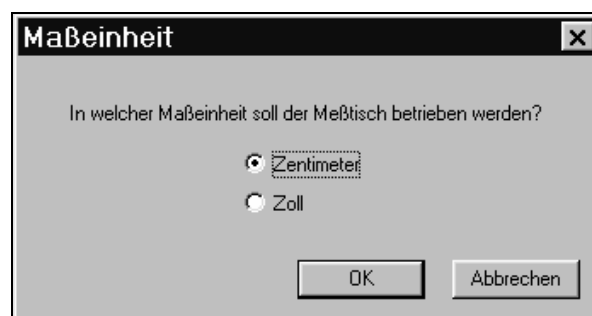 Maßeinheit
In welcher Maßeinheit soll der Meßtisch betrieben werden?
Zentimeter
Zoll
OK Abbrechen